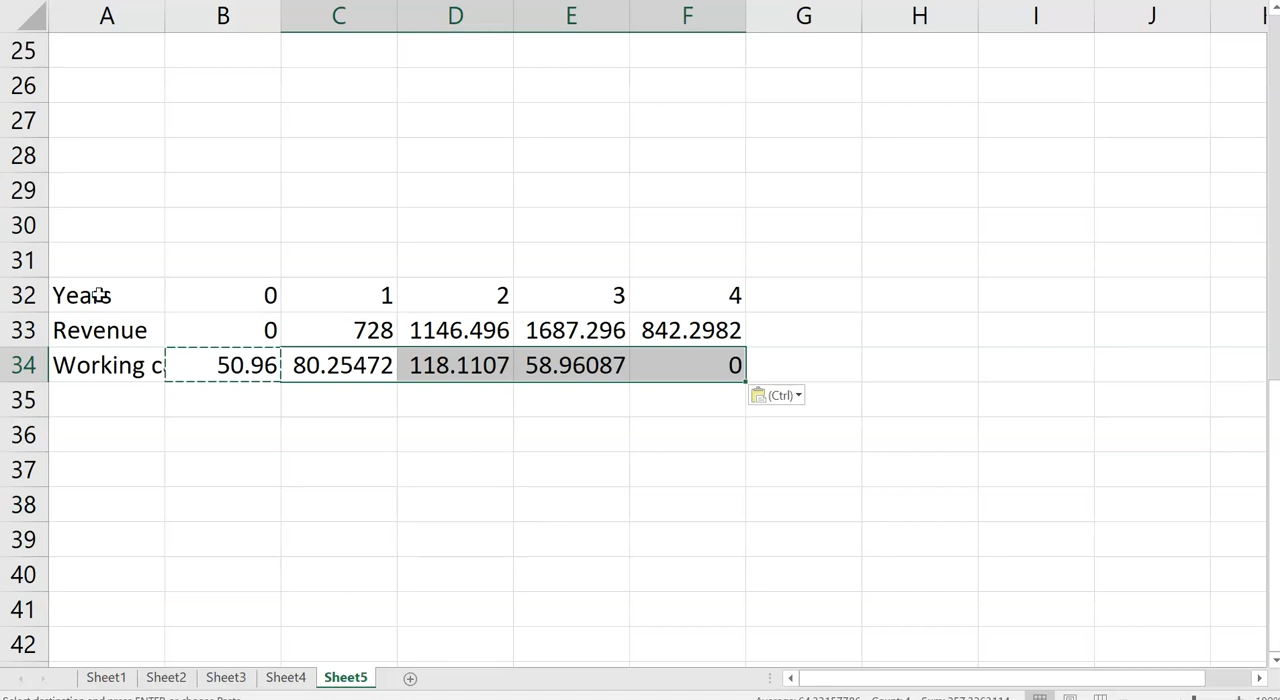 A B C D E F G H I J
25
26
27
28
29
30
31
32 Years 0 1 2 3 4
33 Revenue 0 728 1146.496 1687.296 842.2982
34 Working c 50.96 80.25472 118.1107 58.96087 0
35 (Ctrl)
36
37
38
39
40
41
42
Sheet1 Sheet2 Sheet3 Sheet4 Sheet5